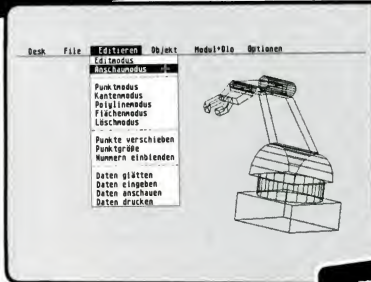 Desk File Editieren Objekt Modul+Dlo Optionen
Editmodus
Anschaumodus
Punktmodus
Kantenmodus
Polylinemodus
Flächenmodus
Löschmodus
Punkte verschieben
Punktgröße
Nummern einblenden
Daten glätten
Daten eingeben
Daten anschauen
Daten drucken